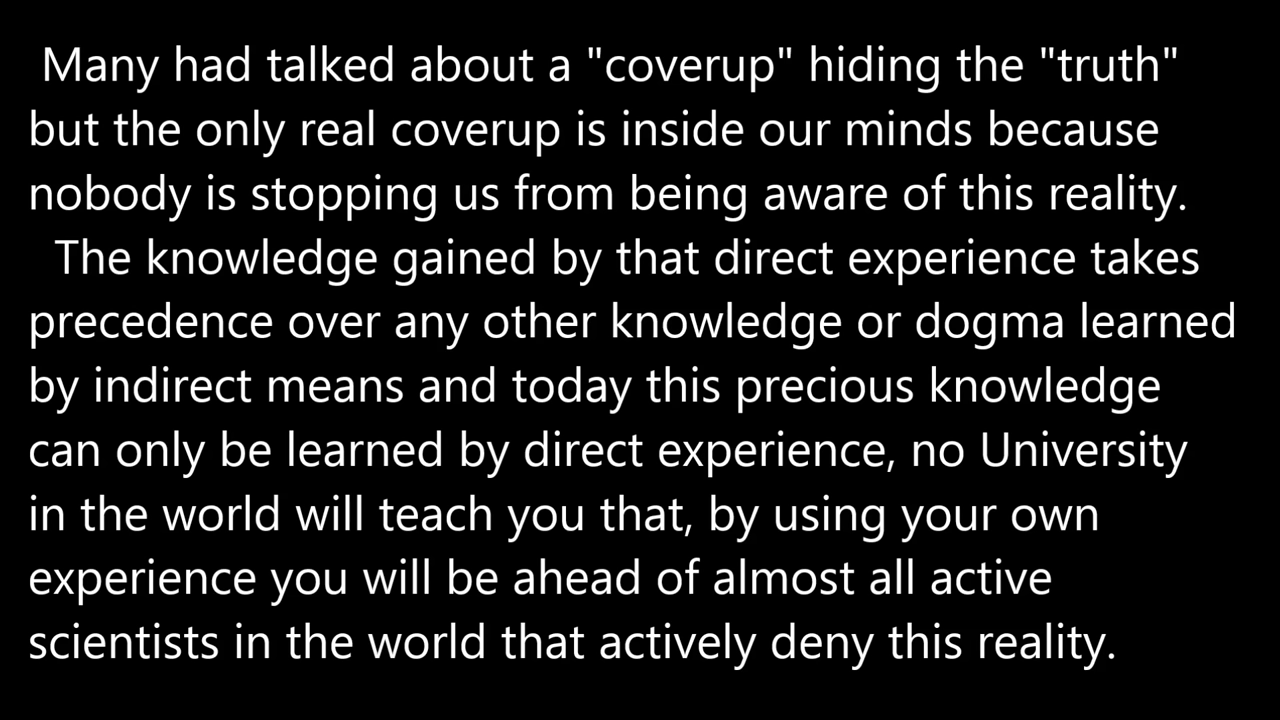 Many had talked about a "coverup" hiding the "truth"
but the only real coverup is inside our minds because
nobody is stopping us from being aware of this reality.
The knowledge gained by that direct experience takes
precedence over any other knowledge or dogma learned
by indirect means and today this precious knowledge
can only be learned by direct experience, no University
in the world will teach you that, by using your own
experience you will be ahead of almost all active
scientists in the world that actively deny this reality.